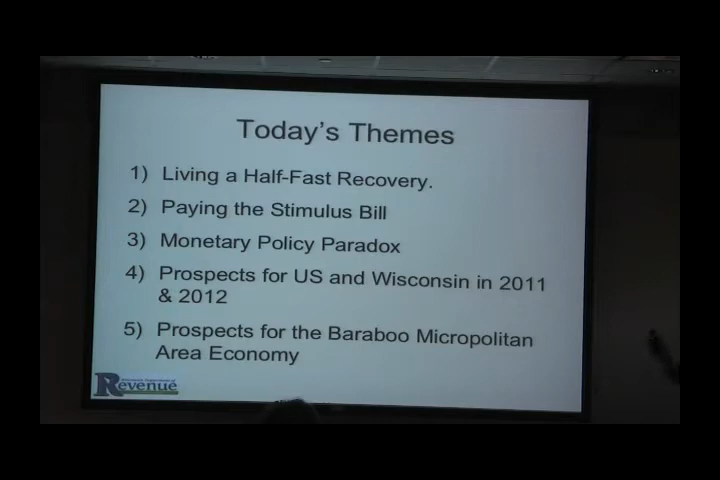 Today's Themes
1) Living a Half-Fast Recovery.
2) Paying the Stimulus Bill
3) Monetary Policy Paradox
4) Prospects for US and Wisconsin in 2011
& 2012
5) Prospects for the Baraboo Micropolitan
Area Economy
Revenue